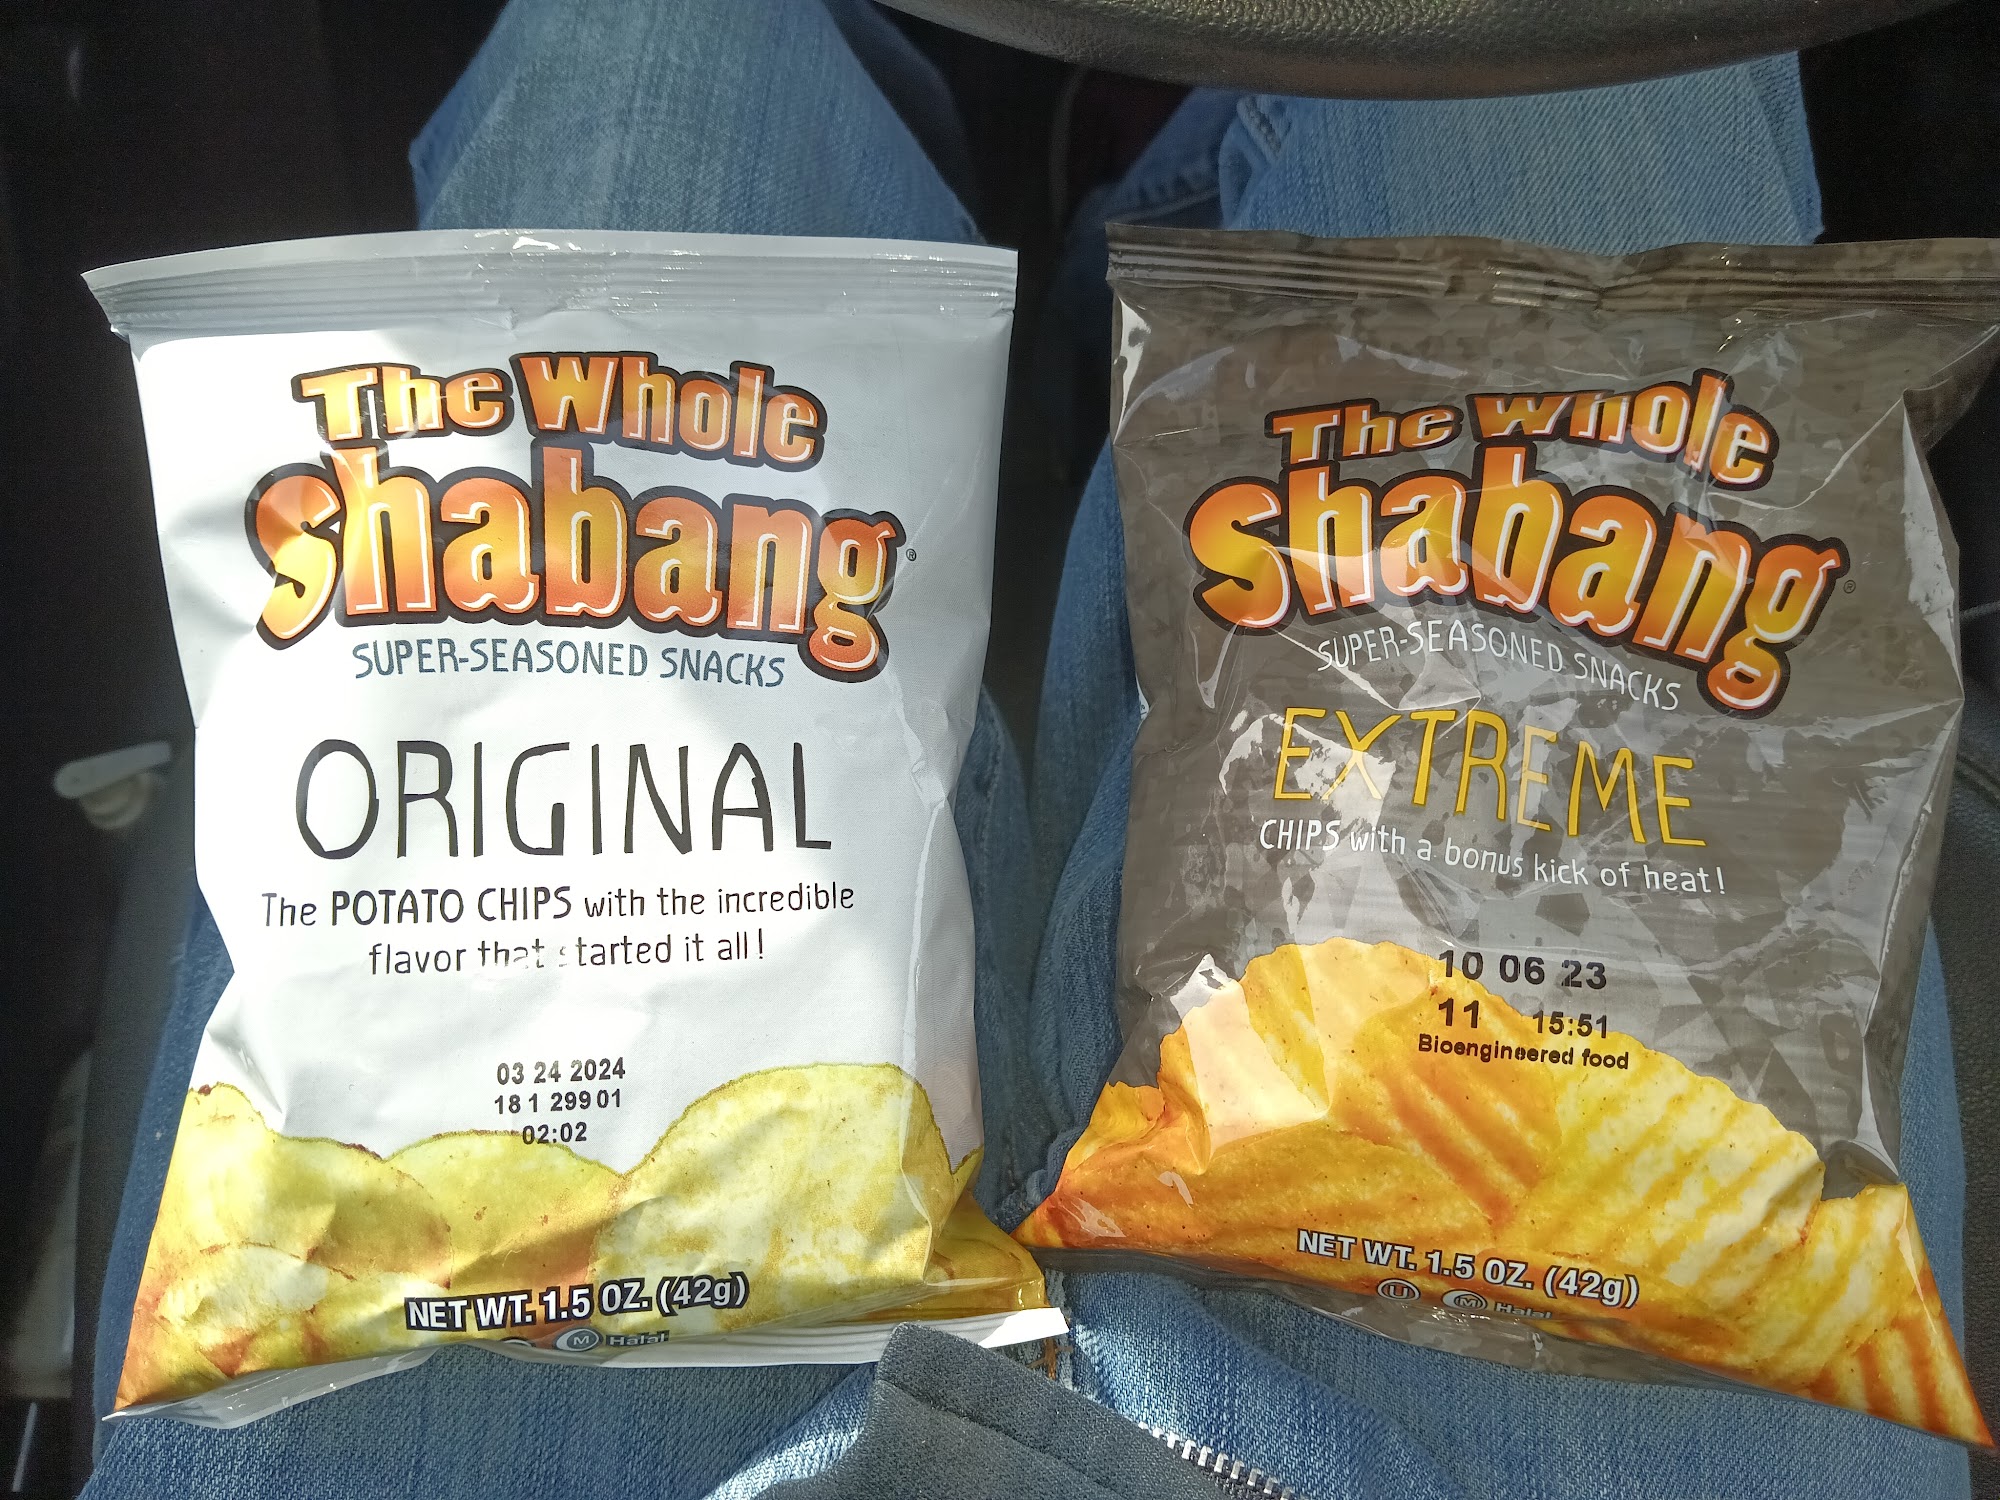 The Whole
Shabang®
SUPER-SEASONED SNACKS
ORIGINAL
The POTATO CHIPS with the incredible
flavor that started it all!
03 24 2024
18 1 299 01
02:02
NET WT. 1.5 OZ. (42g)
M Halal
The Whole
Shabang®
SUPER-SEASONED SNACKS
EXTREME
CHIPS with a bonus kick of heat!
10 06 23
11 15:51
Bioengineered food
NET WT. 1.5 OZ. (42g)
U M Halal